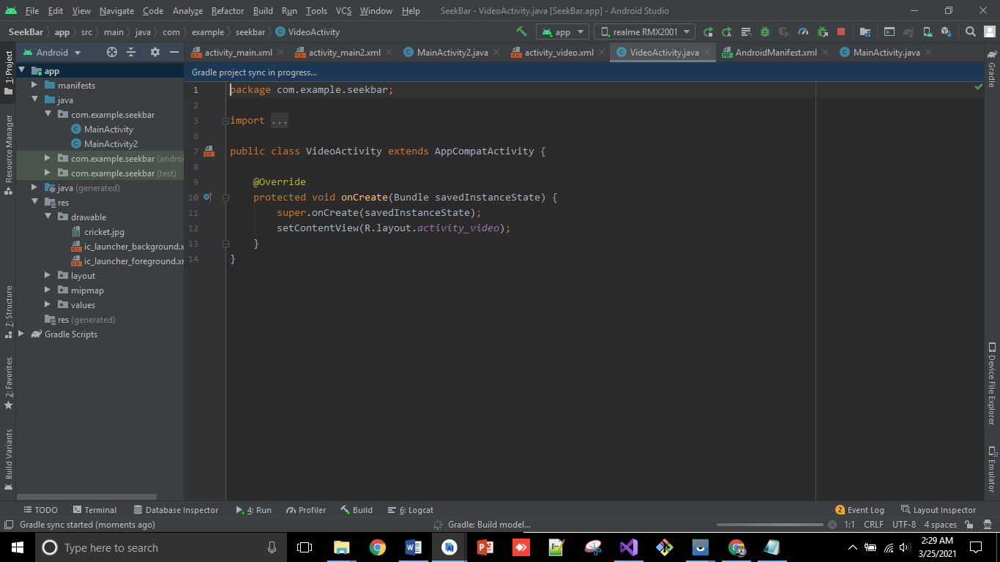 File Edit View Navigate Code Analyze Refactor Build Run Tools VCS Window Help SeekBar - VideoActivity.java [SeekBar.app] - Android Studio
SeekBar app src main java com example seekbar VideoActivity app realme RMX2001
Android activity_main.xml activity_main2.xml MainActivity2.java activity_video.xml VideoActivity.java AndroidManifest.xml MainActivity.java
1: Project
Resource Manager
7: Structure
2: Favorites
Build Variants
app
manifests
java
com.example.seekbar
MainActivity
MainActivity2
com.example.seekbar (androi
com.example.seekbar (test)
java (generated)
res
drawable
cricket.jpg
ic_launcher_background.x
ic_launcher_foreground.xr
layout
mipmap
values
res (generated)
Gradle Scripts
Gradle project sync in progress...
1 package com.example.seekbar;
2
3 import ...
6
7 public class VideoActivity extends AppCompatActivity {
8
9 @Override
10 protected void onCreate(Bundle savedInstanceState) {
11 super.onCreate(savedInstanceState);
12 setContentView(R.layout.activity_video);
13 }
14 }
Gradle
Device File Explorer
Emulator
TODO Terminal Database Inspector 4: Run Profiler Build 6: Logcat 2 Event Log Layout Inspector
Gradle sync started (moments ago) Gradle: Build model... 1:1 CRLF UTF-8 4 spaces
Type here to search
2:29 AM
3/25/2021